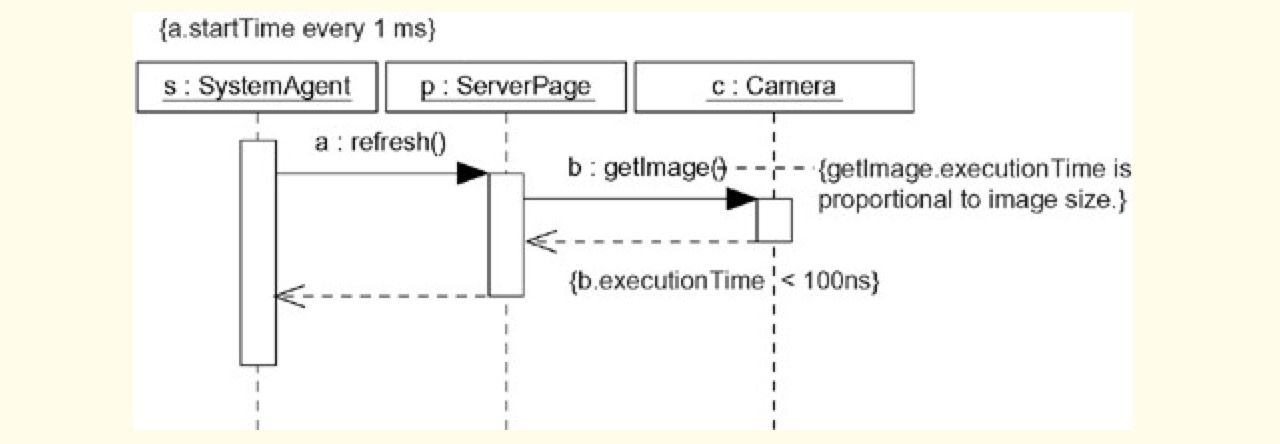 {a.startTime every 1 ms}
s : SystemAgent
p : ServerPage
c : Camera
a : refresh()
b : getImage()
{getImage.executionTime is
proportional to image size.}
{b.executionTime < 100ns}